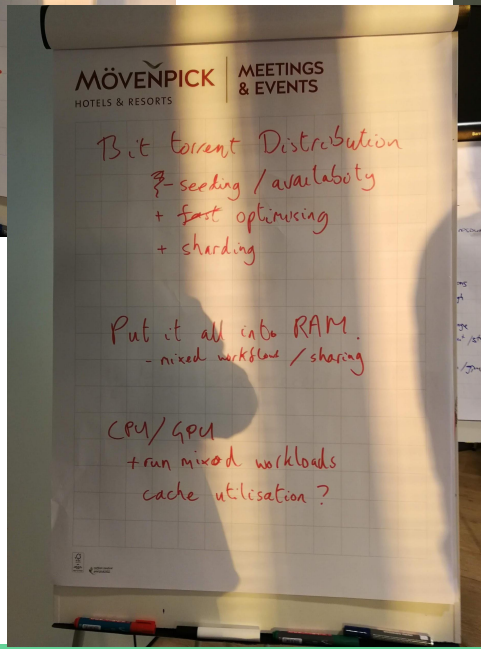 MÖVENPICK
HOTELS & RESORTS
MEETINGS
& EVENTS
Bit torrent Distribution
- seeding / availabity
+ fast optimising
+ sharding
Put it all into RAM.
- mixed workflow / sharing
CPU/GPU
+ run mixed workloads
cache utilisation ?